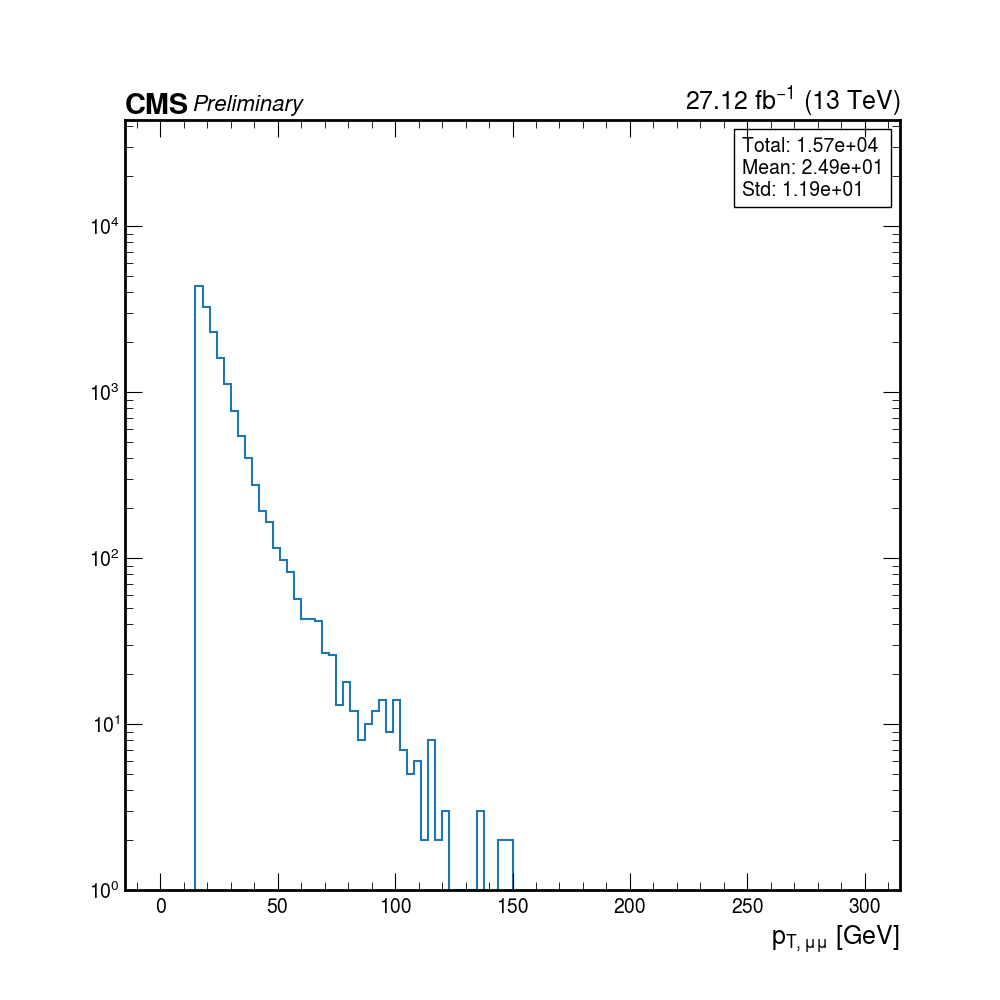 CMS Preliminary
27.12 fb⁻¹ (13 TeV)
Total: 1.57e+04
Mean: 2.49e+01
Std: 1.19e+01
10⁴
10³
10²
10¹
10⁰
0 50 100 150 200 250 300
p_T, μμ [GeV]